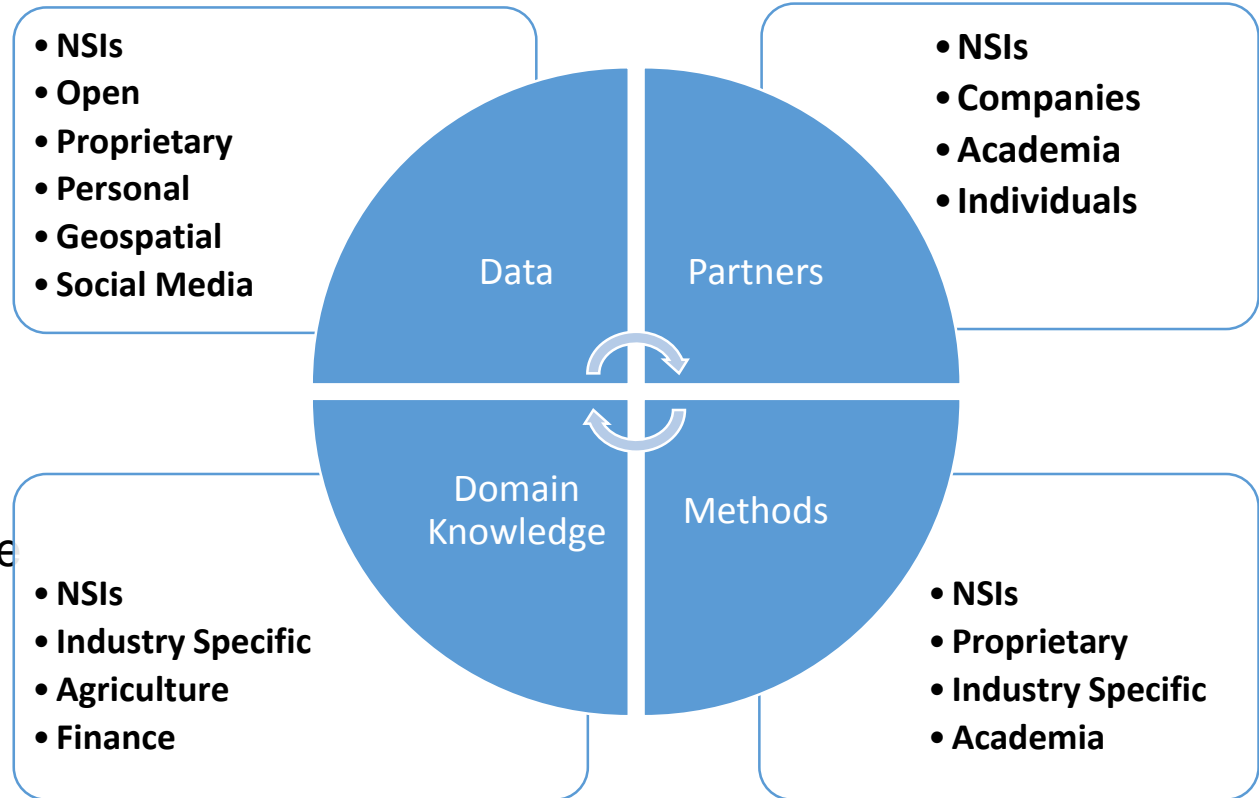 • NSIs
• Open
• Proprietary
• Personal
• Geospatial
• Social Media
• NSIs
• Companies
• Academia
• Individuals
Data
Partners
Domain
Knowledge
Methods
e
• NSIs
• Industry Specific
• Agriculture
• Finance
• NSIs
• Proprietary
• Industry Specific
• Academia